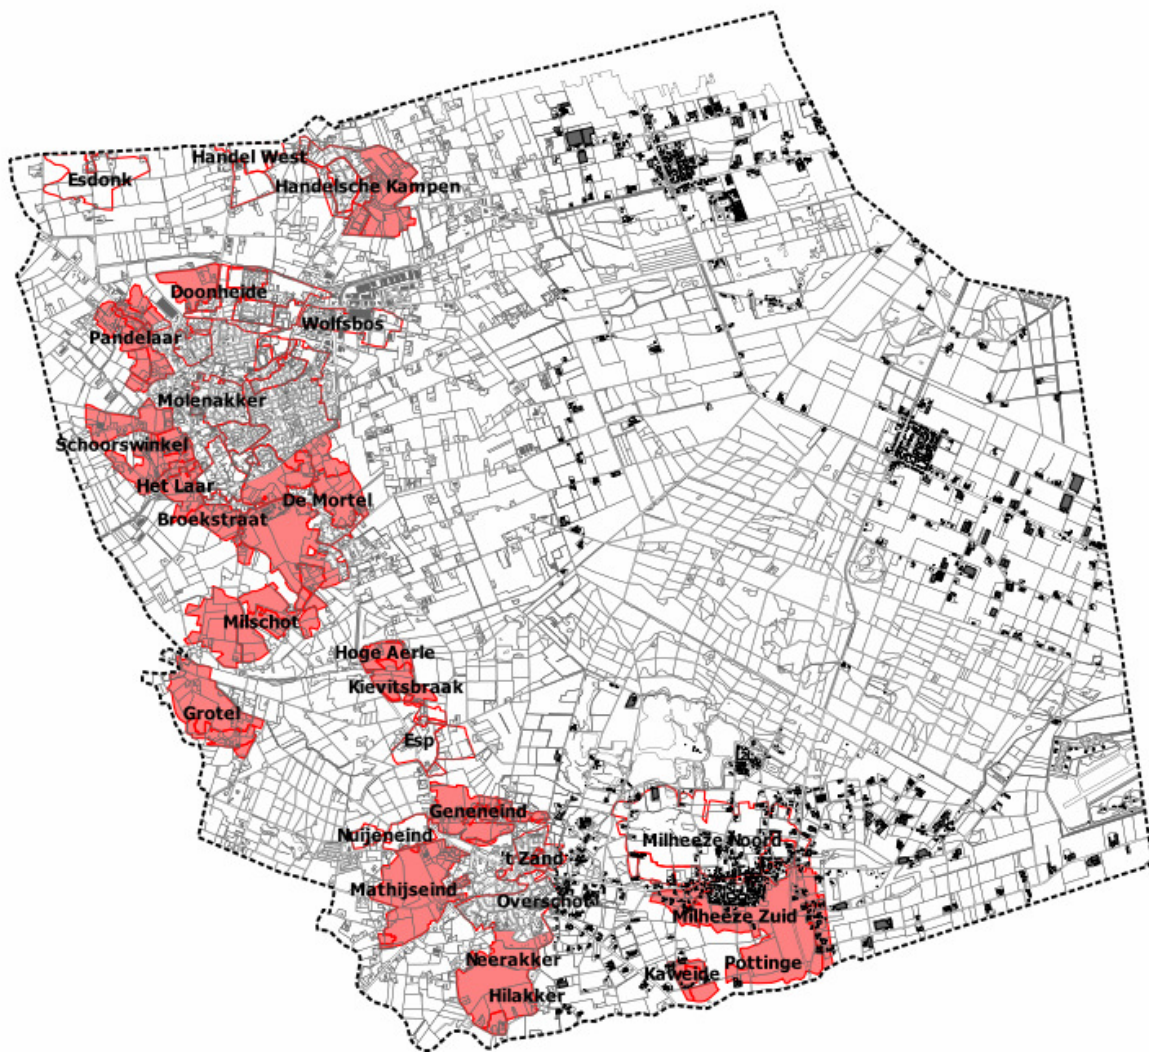 Handel West
Esdonk
Handelsche Kampen
Doonheide
Wolfsbos
Pandelaar
Molenakker
Schoorswinkel
Het Laar
De Mortel
Broekstraat
Milschot
Hoge Aerle
Kievitsbraak
Grotel
Esp
Geneneind
Nuijeneind
Milheeze Noord
't Zand
Mathijseind
Overschot
Milheeze Zuid
Neerakker
Pottinge
Kaweide
Hilakker